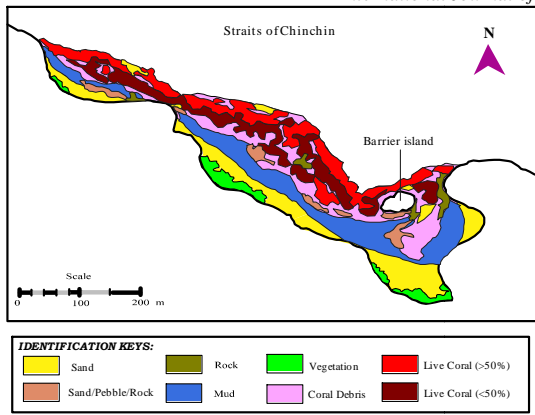 Straits of Chinchin
N
Barrier island
Scale
0 100 200 m
IDENTIFICATION KEYS:
Sand Rock Vegetation Live Coral (>50%)
Sand/Pebble/Rock Mud Coral Debris Live Coral (<50%)